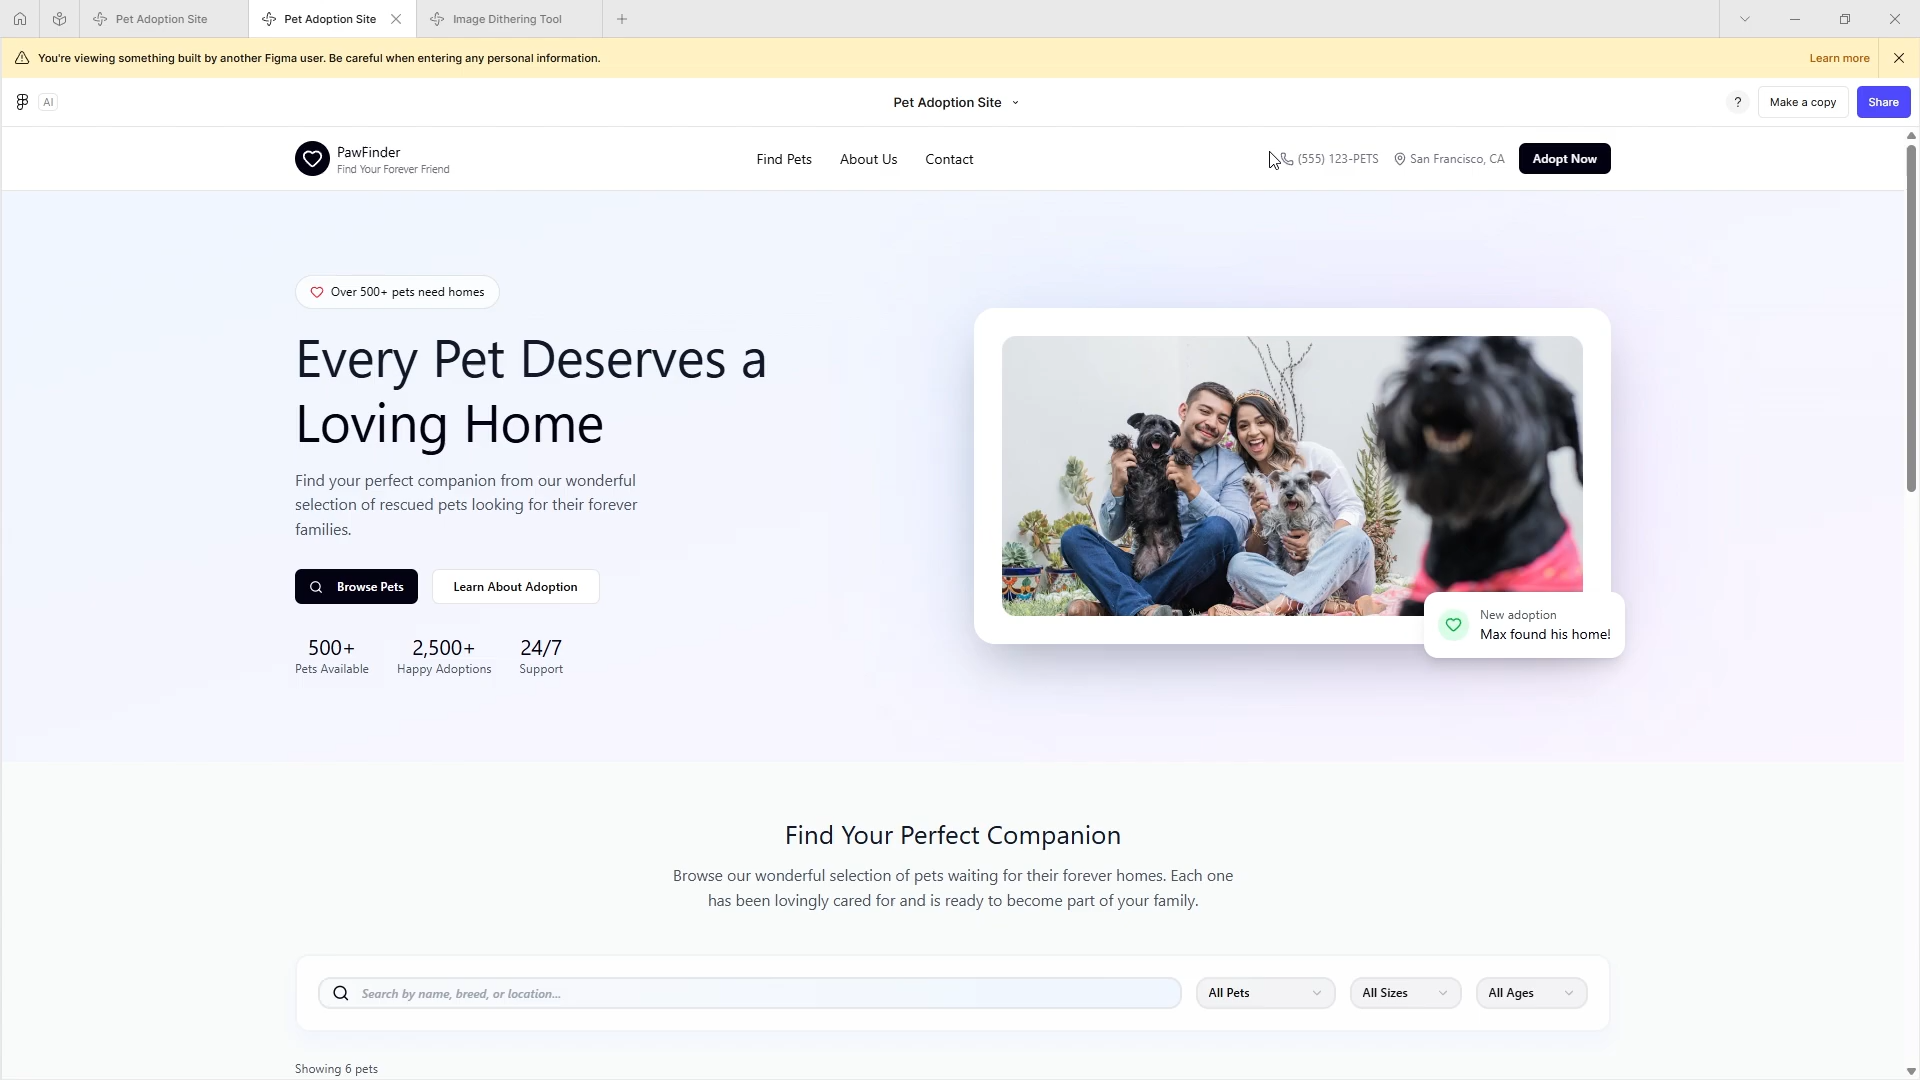 Pet Adoption Site
Pet Adoption Site
Image Dithering Tool
You're viewing something built by another Figma user. Be careful when entering any personal information.
Learn more
AI
Pet Adoption Site
?
Make a copy
Share
PawFinder
Find Your Forever Friend
Find Pets
About Us
Contact
(555) 123-PETS
San Francisco, CA
Adopt Now
Over 500+ pets need homes
Every Pet Deserves a
Loving Home
Find your perfect companion from our wonderful
selection of rescued pets looking for their forever
families.
Browse Pets
Learn About Adoption
500+
Pets Available
2,500+
Happy Adoptions
24/7
Support
New adoption
Max found his home!
Find Your Perfect Companion
Browse our wonderful selection of pets waiting for their forever homes. Each one
has been lovingly cared for and is ready to become part of your family.
Search by name, breed, or location...
All Pets
All Sizes
All Ages
Showing 6 pets